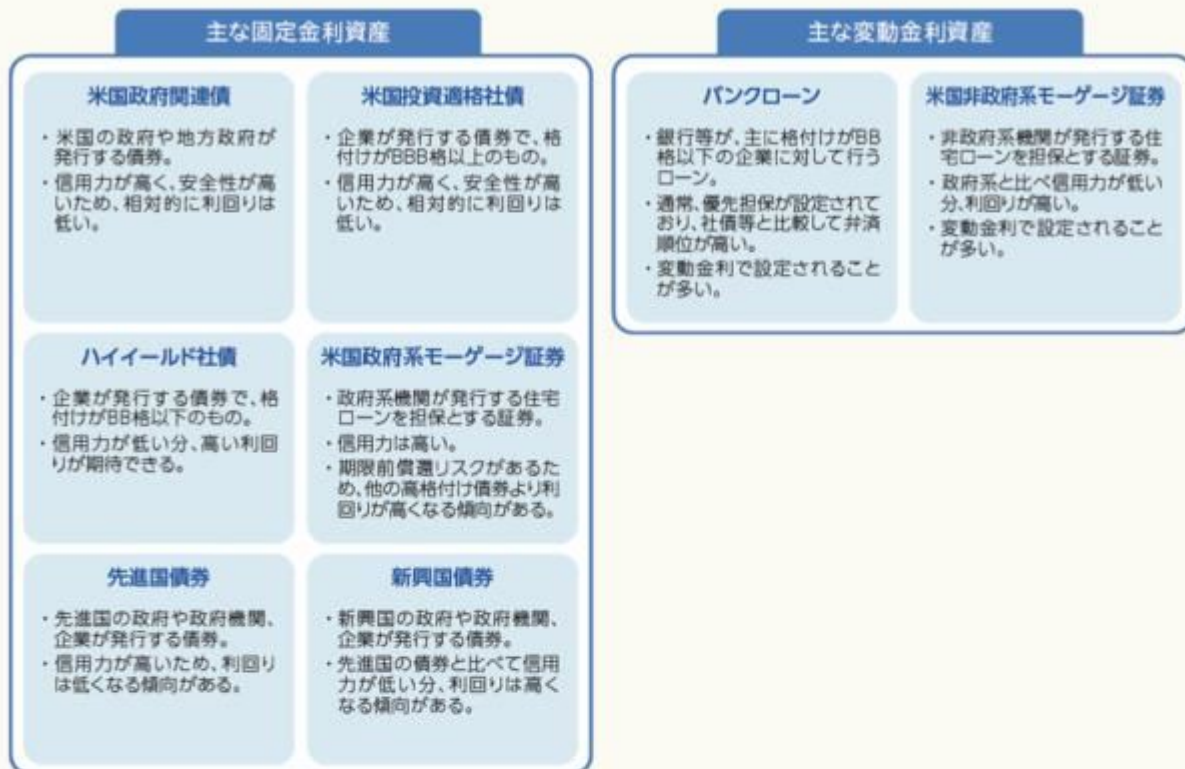 主な固定金利資産
米国政府関連債
・米国の政府や地方政府が
発行する債券。
・信用力が高く、安全性が高
いため、相対的に利回りは
低い。
米国投資適格社債
・企業が発行する債券で、格
付けがBBB格以上のもの。
・信用力が高く、安全性が高
いため、相対的に利回りは
低い。
ハイイールド社債
・企業が発行する債券で、格
付けがBB格以下のもの。
・信用力が低い分、高い利回
りが期待できる。
米国政府系モーゲージ証券
・政府系機関が発行する住宅
ローンを担保とする証券。
・信用力は高い。
・期限前償還リスクがあるた
め、他の高格付け債券より利
回りが高くなる傾向がある。
先進国債券
・先進国の政府や政府機関、
企業が発行する債券。
・信用力が高いため、利回り
は低くなる傾向がある。
新興国債券
・新興国の政府や政府機関、
企業が発行する債券。
・先進国の債券と比べて信用
力が低い分、利回りは高く
なる傾向がある。
主な変動金利資産
バンクローン
・銀行等が、主に格付けがBB
格以下の企業に対して行う
ローン。
・通常、優先担保が設定されて
おり、社債等と比較して弁済
順位が高い。
・変動金利で設定されること
が多い。
米国非政府系モーゲージ証券
・非政府系機関が発行する住
宅ローンを担保とする証券。
・政府系と比べ信用力が低い
分、利回りが高い。
・変動金利で設定されること
が多い。